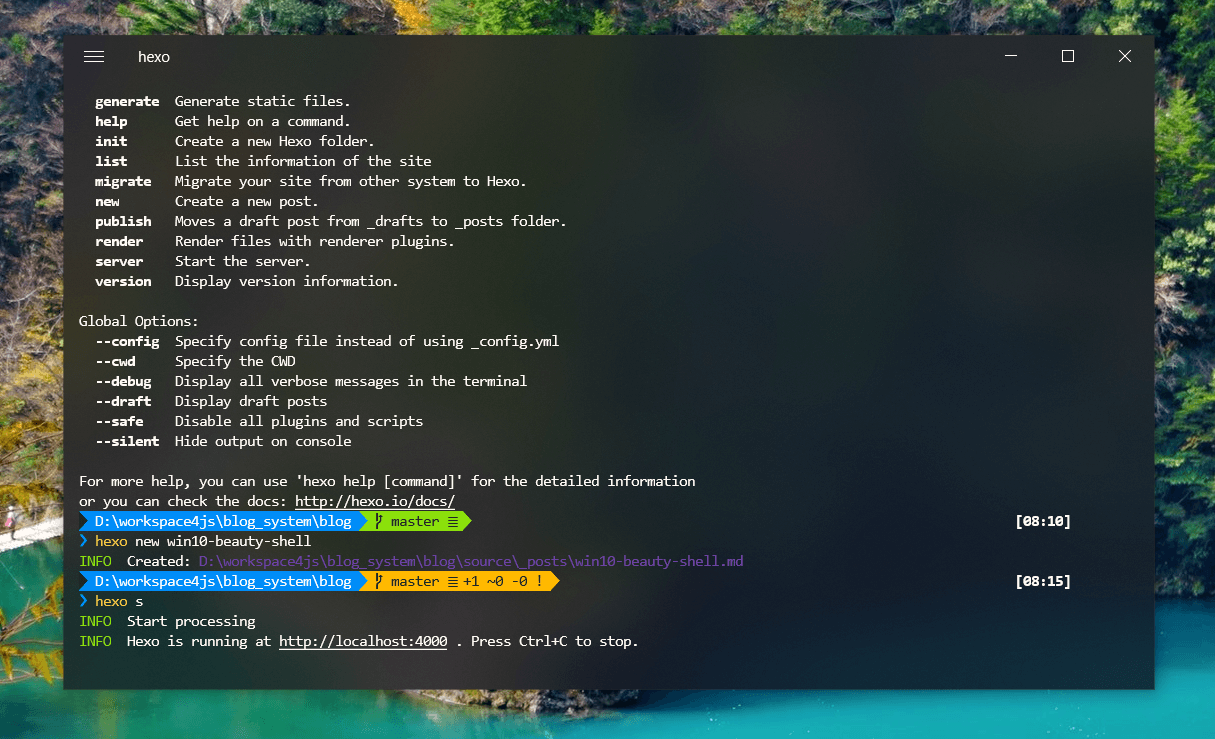 hexo
generate  Generate static files.
help      Get help on a command.
init      Create a new Hexo folder.
list      List the information of the site
migrate   Migrate your site from other system to Hexo.
new       Create a new post.
publish   Moves a draft post from _drafts to _posts folder.
render    Render files with renderer plugins.
server    Start the server.
version   Display version information.
Global Options:
--config  Specify config file instead of using _config.yml
--cwd     Specify the CWD
--debug   Display all verbose messages in the terminal
--draft   Display draft posts
--safe    Disable all plugins and scripts
--silent  Hide output on console
For more help, you can use 'hexo help [command]' for the detailed information
or you can check the docs: http://hexo.io/docs/
D:\workspace4js\blog_system\blog master ≡ [08:10]
❯ hexo new win10-beauty-shell
INFO  Created: D:\workspace4js\blog_system\blog\source\_posts\win10-beauty-shell.md
D:\workspace4js\blog_system\blog master ≡ +1 ~0 -0 ! [08:15]
❯ hexo s
INFO  Start processing
INFO  Hexo is running at http://localhost:4000 . Press Ctrl+C to stop.